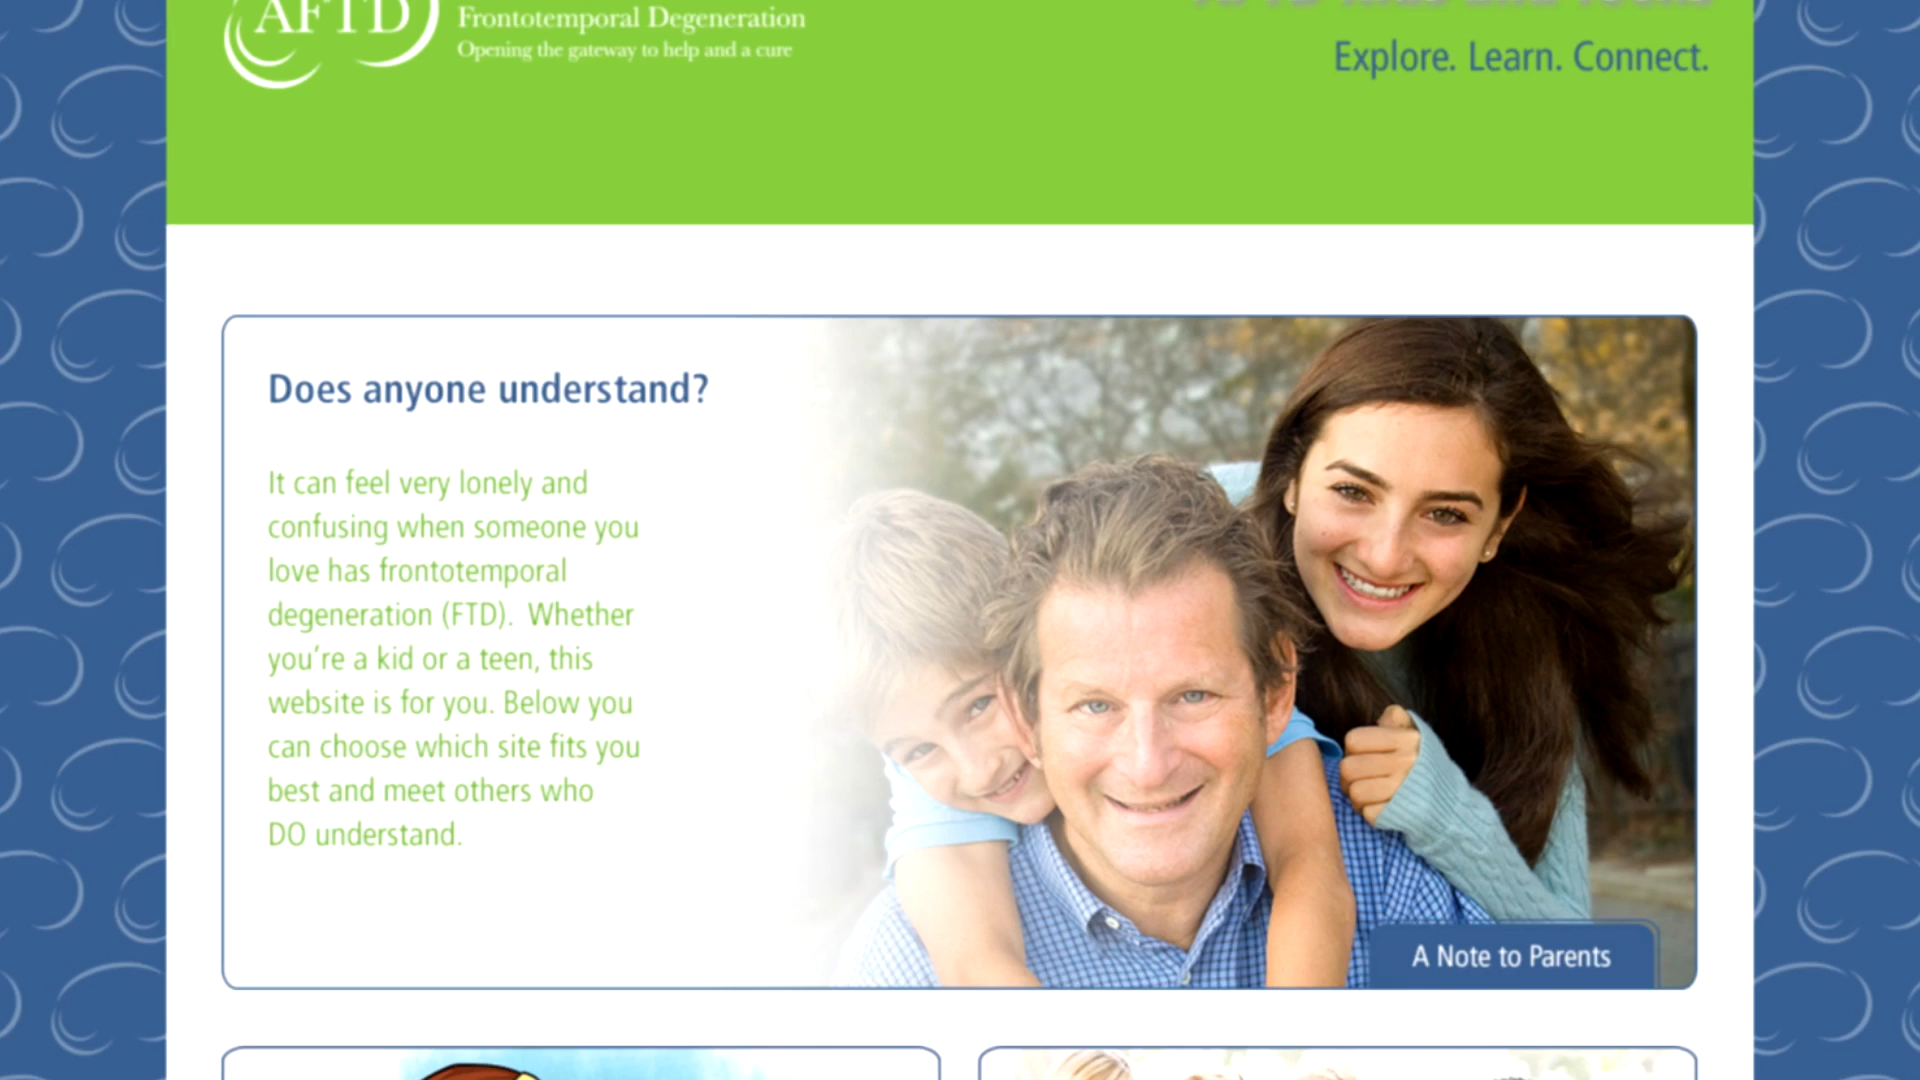 AFTD
Frontotemporal Degeneration
Opening the gateway to help and a cure
Explore. Learn. Connect.
Does anyone understand?
It can feel very lonely and
confusing when someone you
love has frontotemporal
degeneration (FTD).  Whether
you're a kid or a teen, this
website is for you. Below you
can choose which site fits you
best and meet others who
DO understand.
A Note to Parents